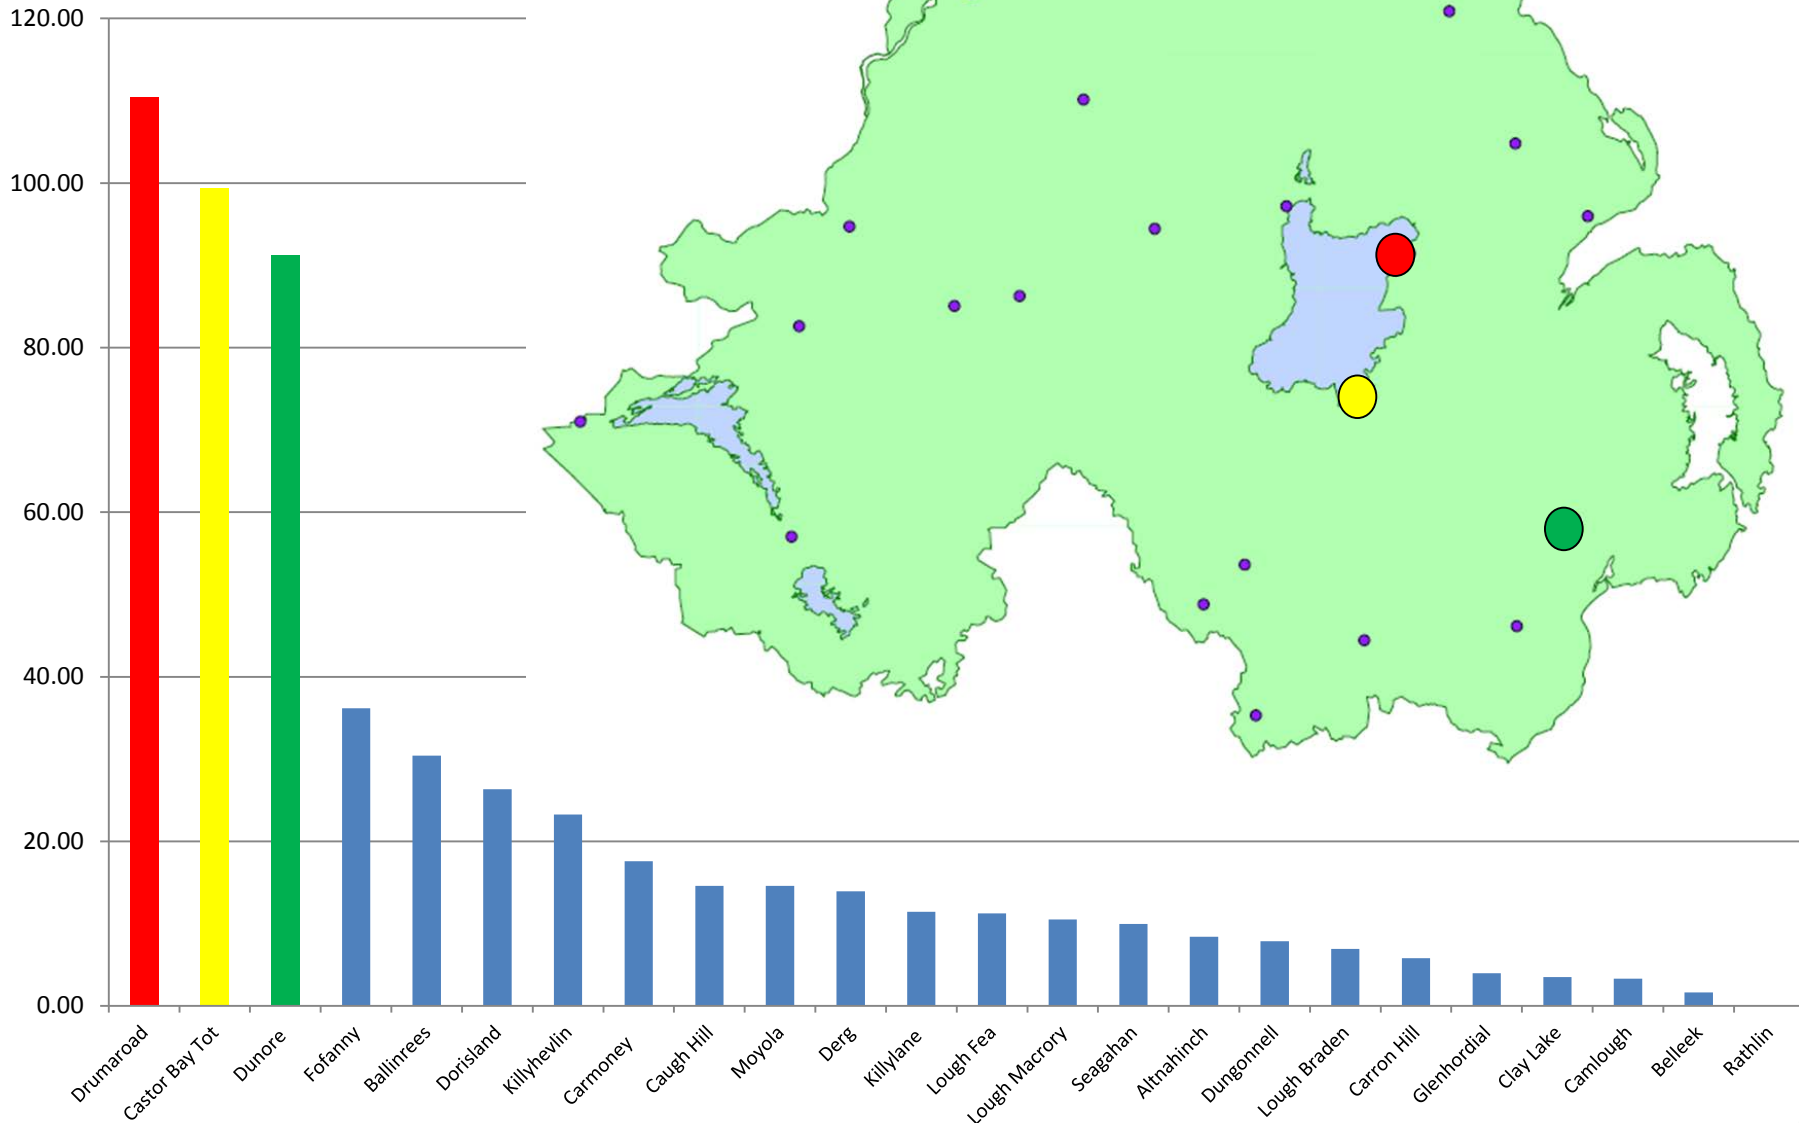 120.00
100.00
80.00
60.00
40.00
20.00
0.00
Drumaroad
Castor Bay Tot
Dunore
Fofanny
Ballinrees
Dorisland
Killyhevlin
Carmoney
Caugh Hill
Moyola
Derg
Killylane
Lough Fea
Lough Macrory
Seagahan
Altnahinch
Dungonnell
Lough Braden
Carron Hill
Glenhordial
Clay Lake
Camlough
Belleek
Rathlin